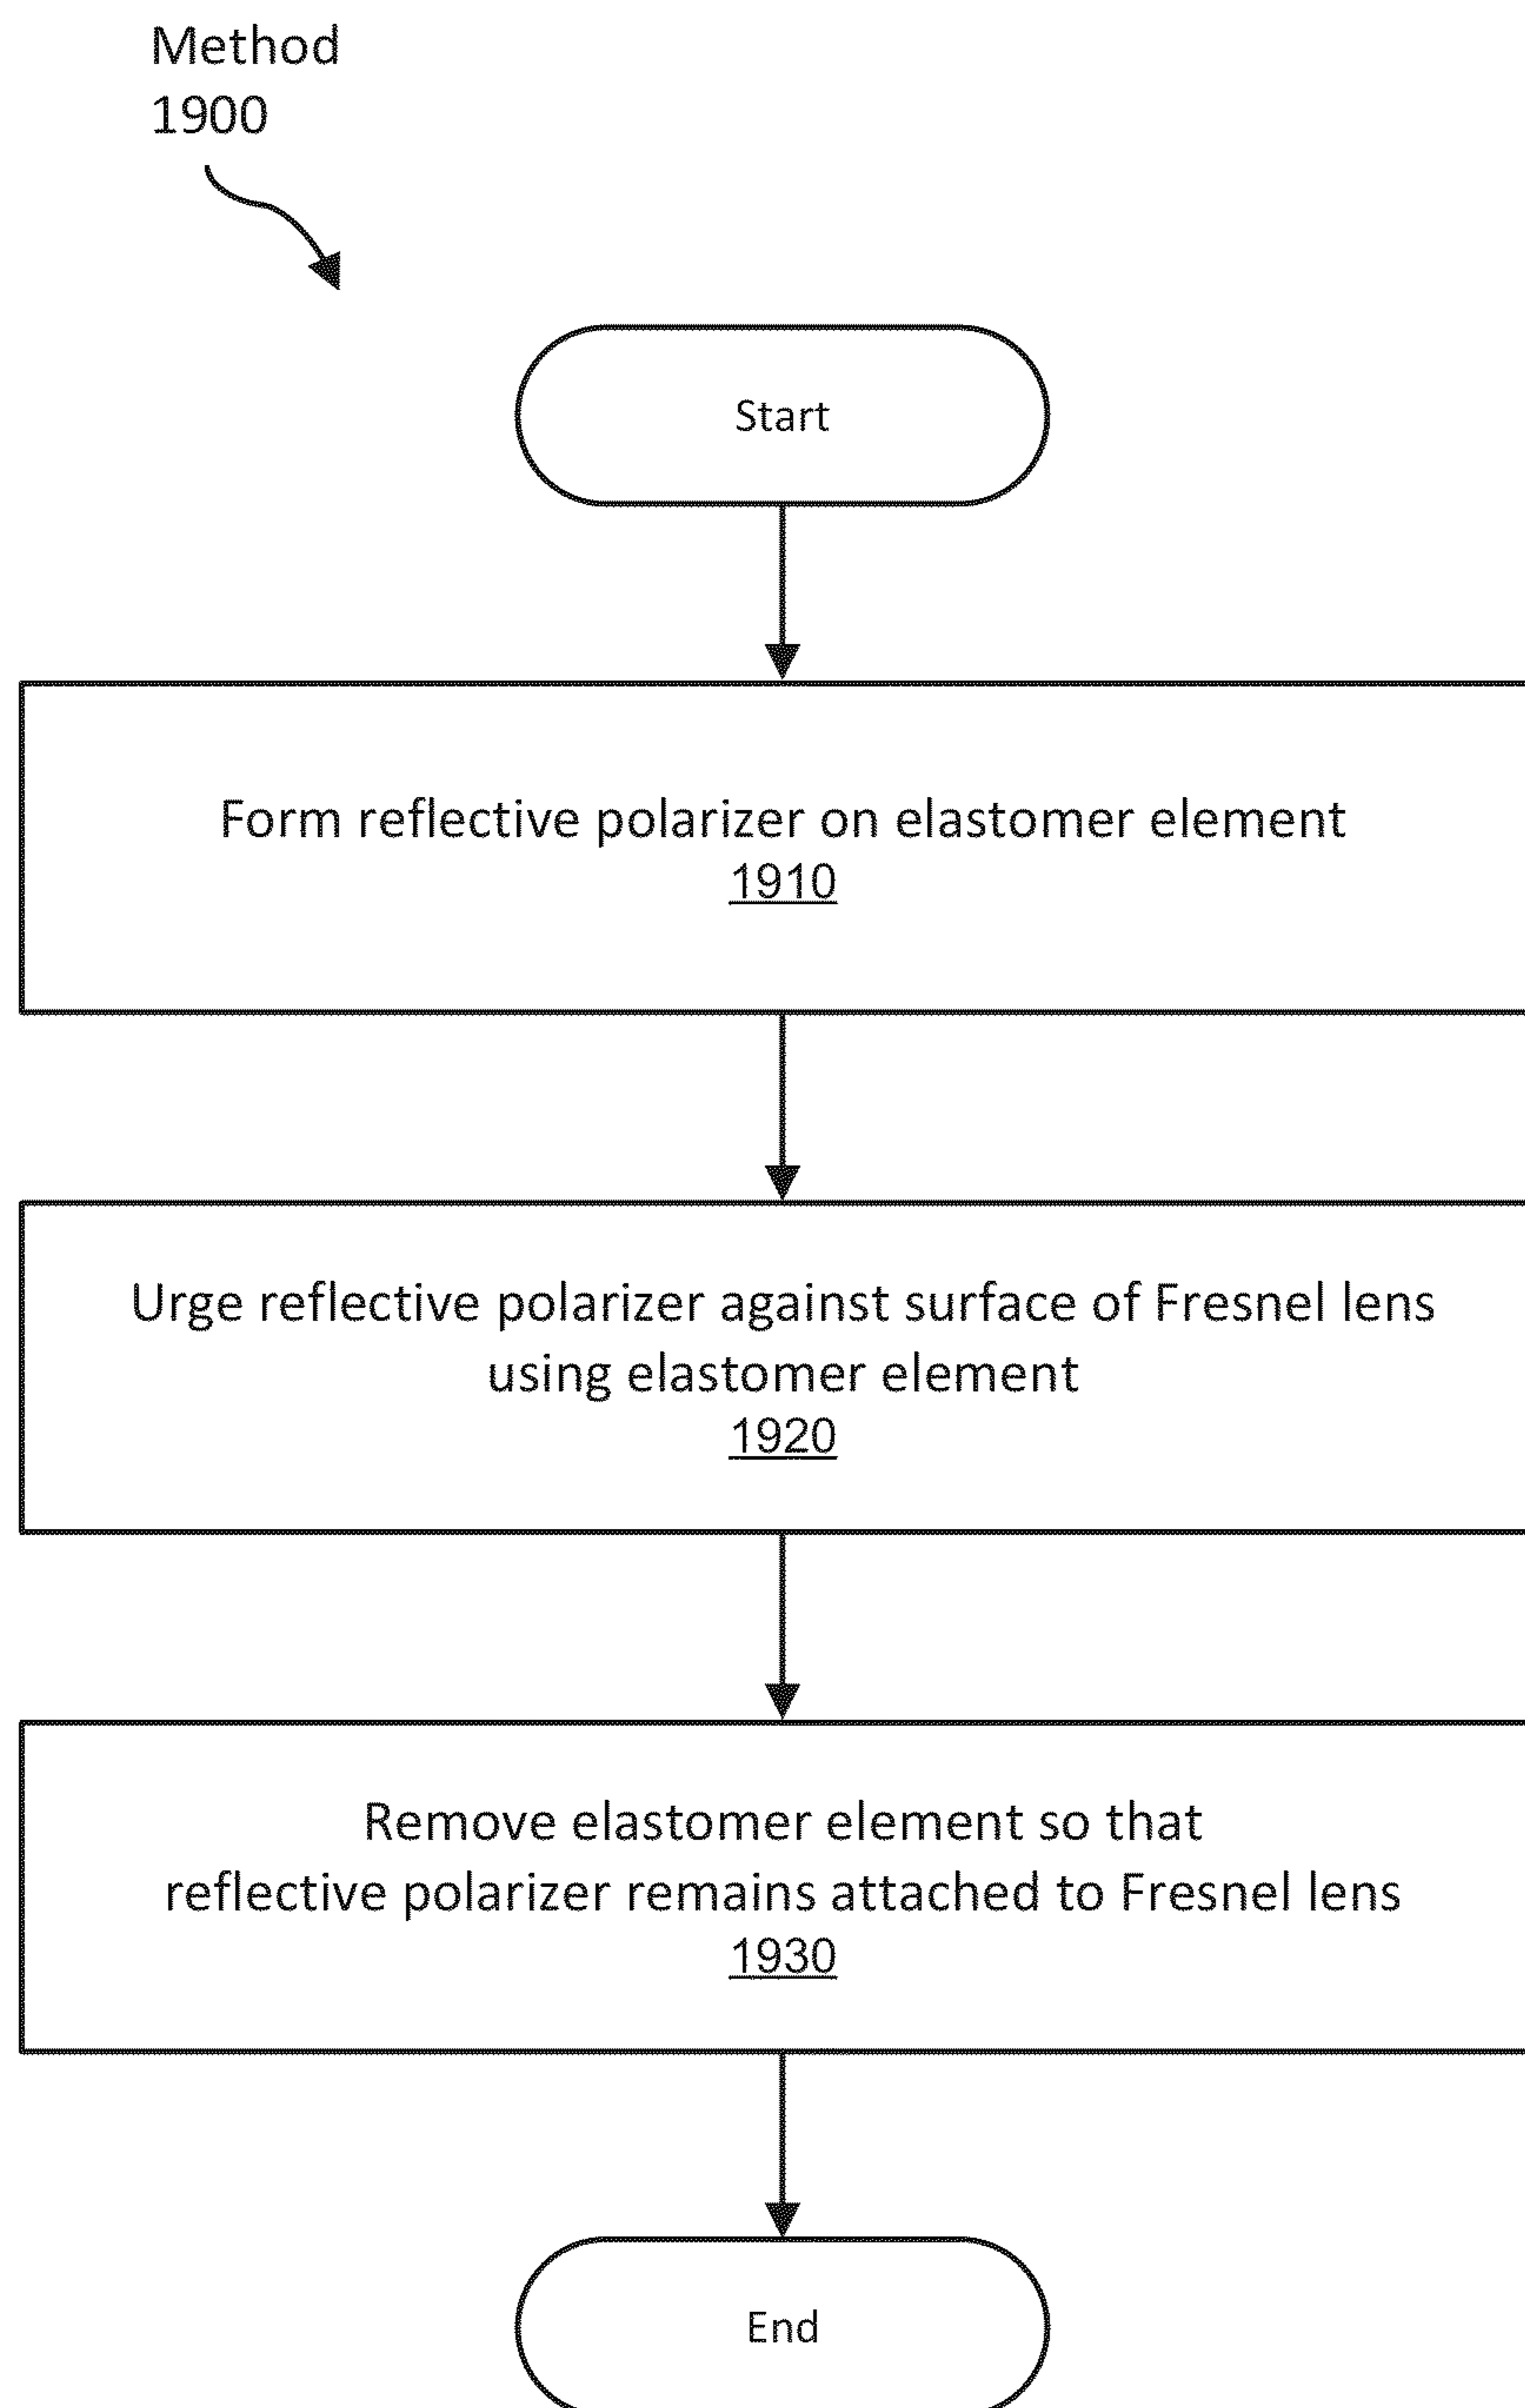 Method
1900
Start
Form reflective polarizer on elastomer element
1910
Urge reflective polarizer against surface of Fresnel lens
using elastomer element
1920
Remove elastomer element so that
reflective polarizer remains attached to Fresnel lens
1930
End